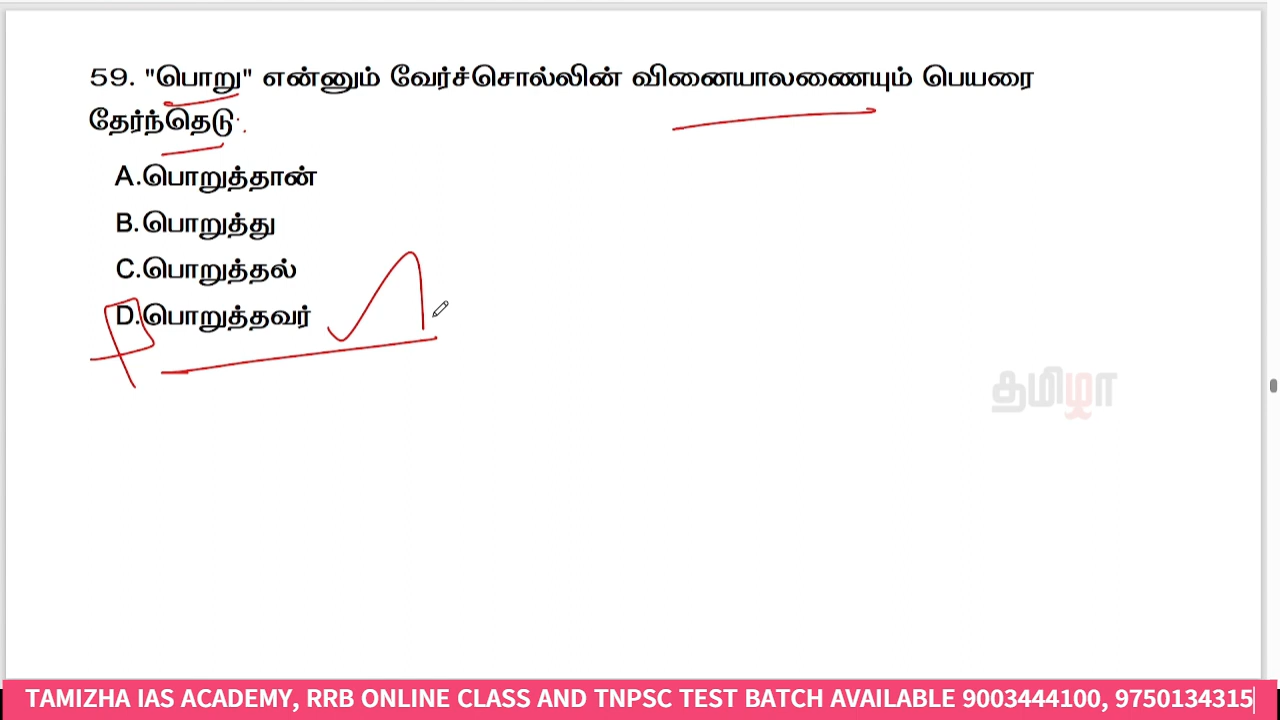 59. "பொறு" என்னும் வேர்ச்சொல்லின் வினையாலணையும் பெயரை
தேர்ந்தெடு
A.பொறுத்தான்
B.பொறுத்து
C.பொறுத்தல்
D.பொறுத்தவர்
தமிழா
TAMIZHA IAS ACADEMY, RRB ONLINE CLASS AND TNPSC TEST BATCH AVAILABLE 9003444100, 9750134315